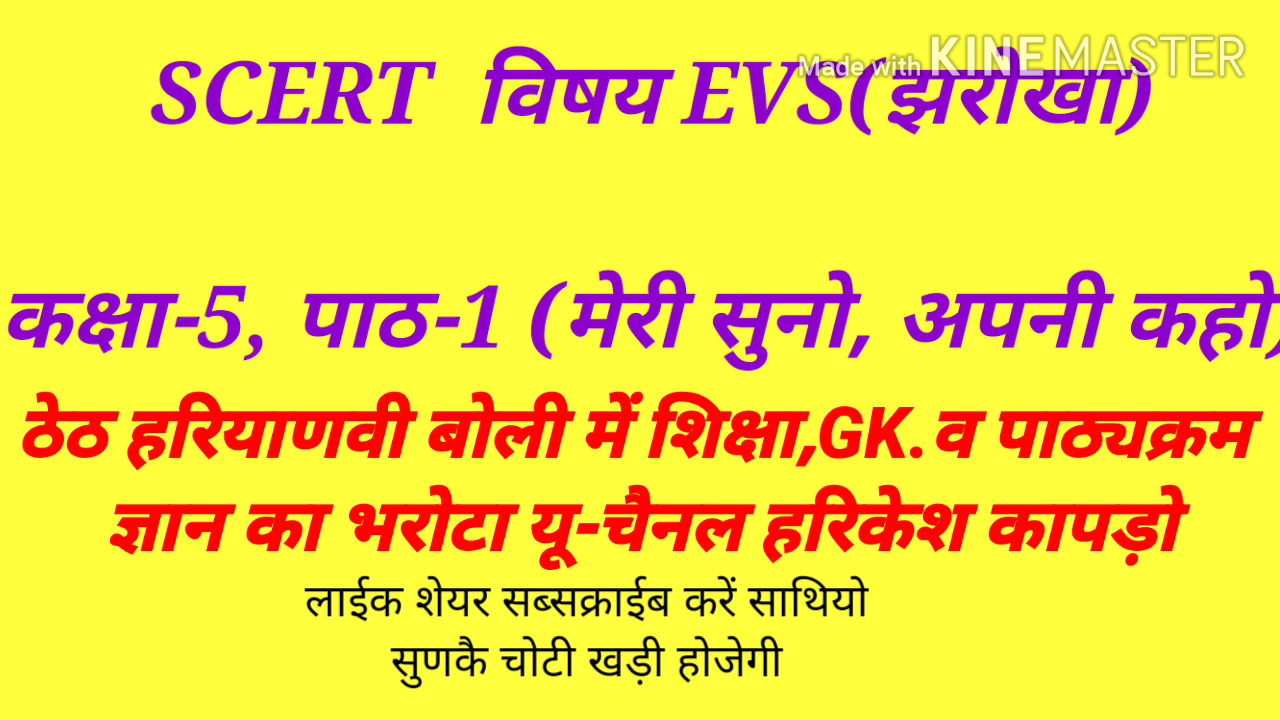 Made with KINEMASTER
SCERT विषय EVS(झरोखा)
कक्षा-5, पाठ-1 (मेरी सुनो, अपनी कहो)
ठेठ हरियाणवी बोली में शिक्षा,GK.व पाठ्यक्रम
ज्ञान का भरोटा यू-चैनल हरिकेश कापड़ो
लाईक शेयर सब्सक्राईब करें साथियो
सुणकै चोटी खड़ी होजेगी